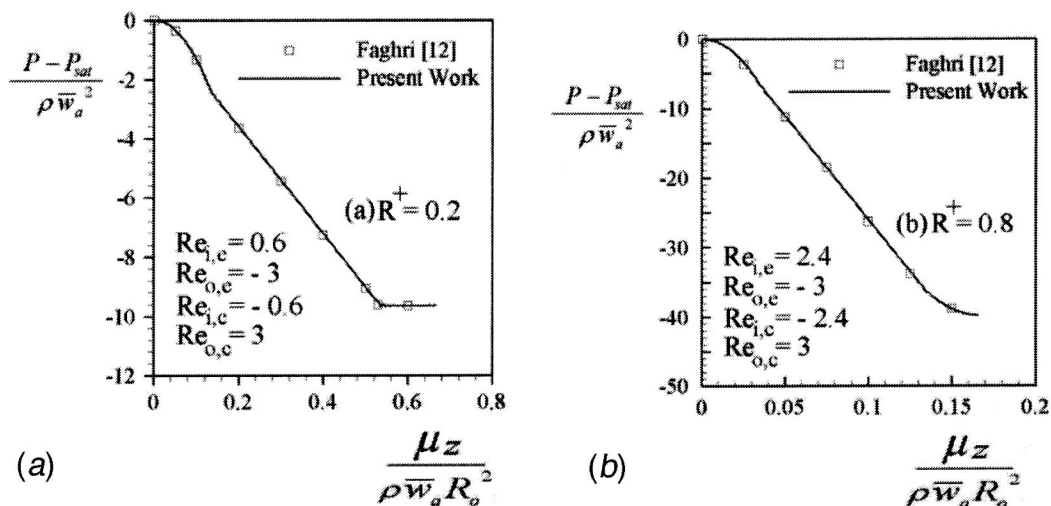 0
-2
-4
-6
-8
-10
-12
P − P_sat
ρ w̄_a²
Faghri [12]
Present Work
(a) R⁺ = 0.2
Re_i,e = 0.6
Re_o,e = - 3
Re_i,c = - 0.6
Re_o,c = 3
0 0.2 0.4 0.6 0.8
(a)
μ z
ρ w̄_a R_o²
0
-10
-20
-30
-40
-50
P − P_sat
ρ w̄_a²
Faghri [12]
Present Work
(b) R⁺ = 0.8
Re_i,e = 2.4
Re_o,e = - 3
Re_i,c = - 2.4
Re_o,c = 3
0 0.05 0.1 0.15 0.2
(b)
μ z
ρ w̄_a R_o²